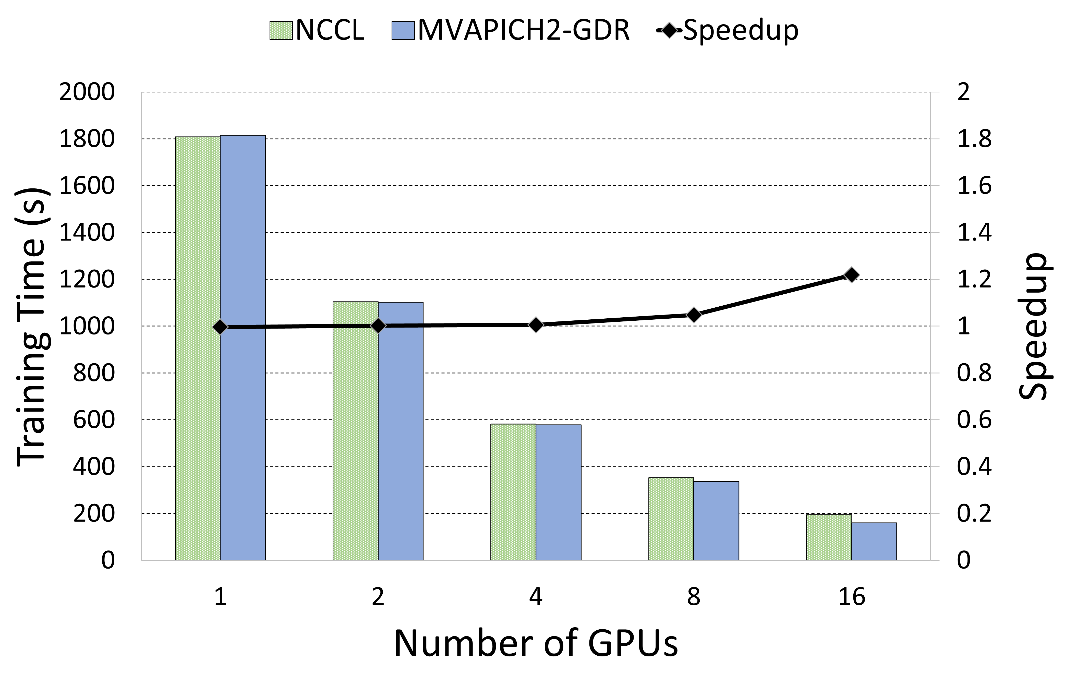 NCCL MVAPICH2-GDR Speedup
2000 2
1800 1.8
1600 1.6
1400 1.4
1200 1.2
1000 1
800 0.8
600 0.6
400 0.4
200 0.2
0 0
Training Time (s)
Speedup
1 2 4 8 16
Number of GPUs